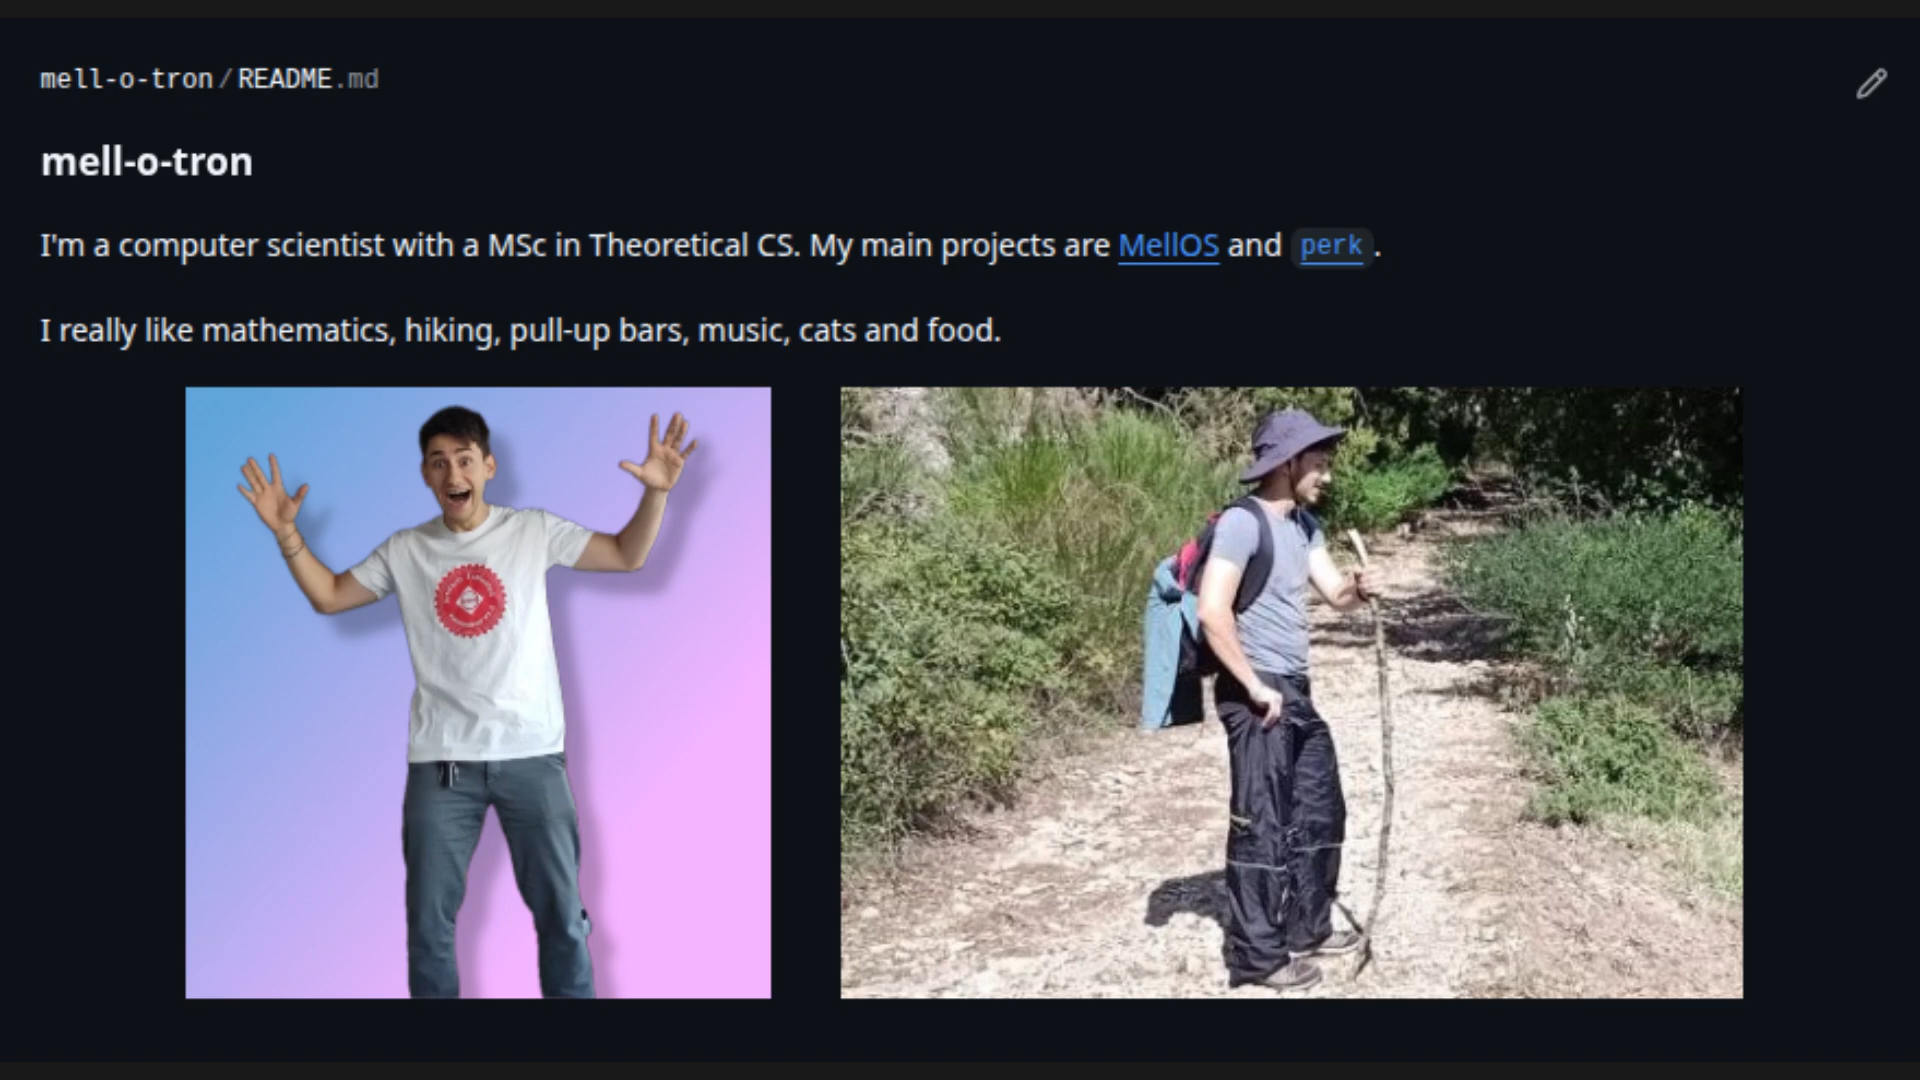 mell-o-tron/README.md
mell-o-tron
I'm a computer scientist with a MSc in Theoretical CS. My main projects are MellOS and perk.
I really like mathematics, hiking, pull-up bars, music, cats and food.